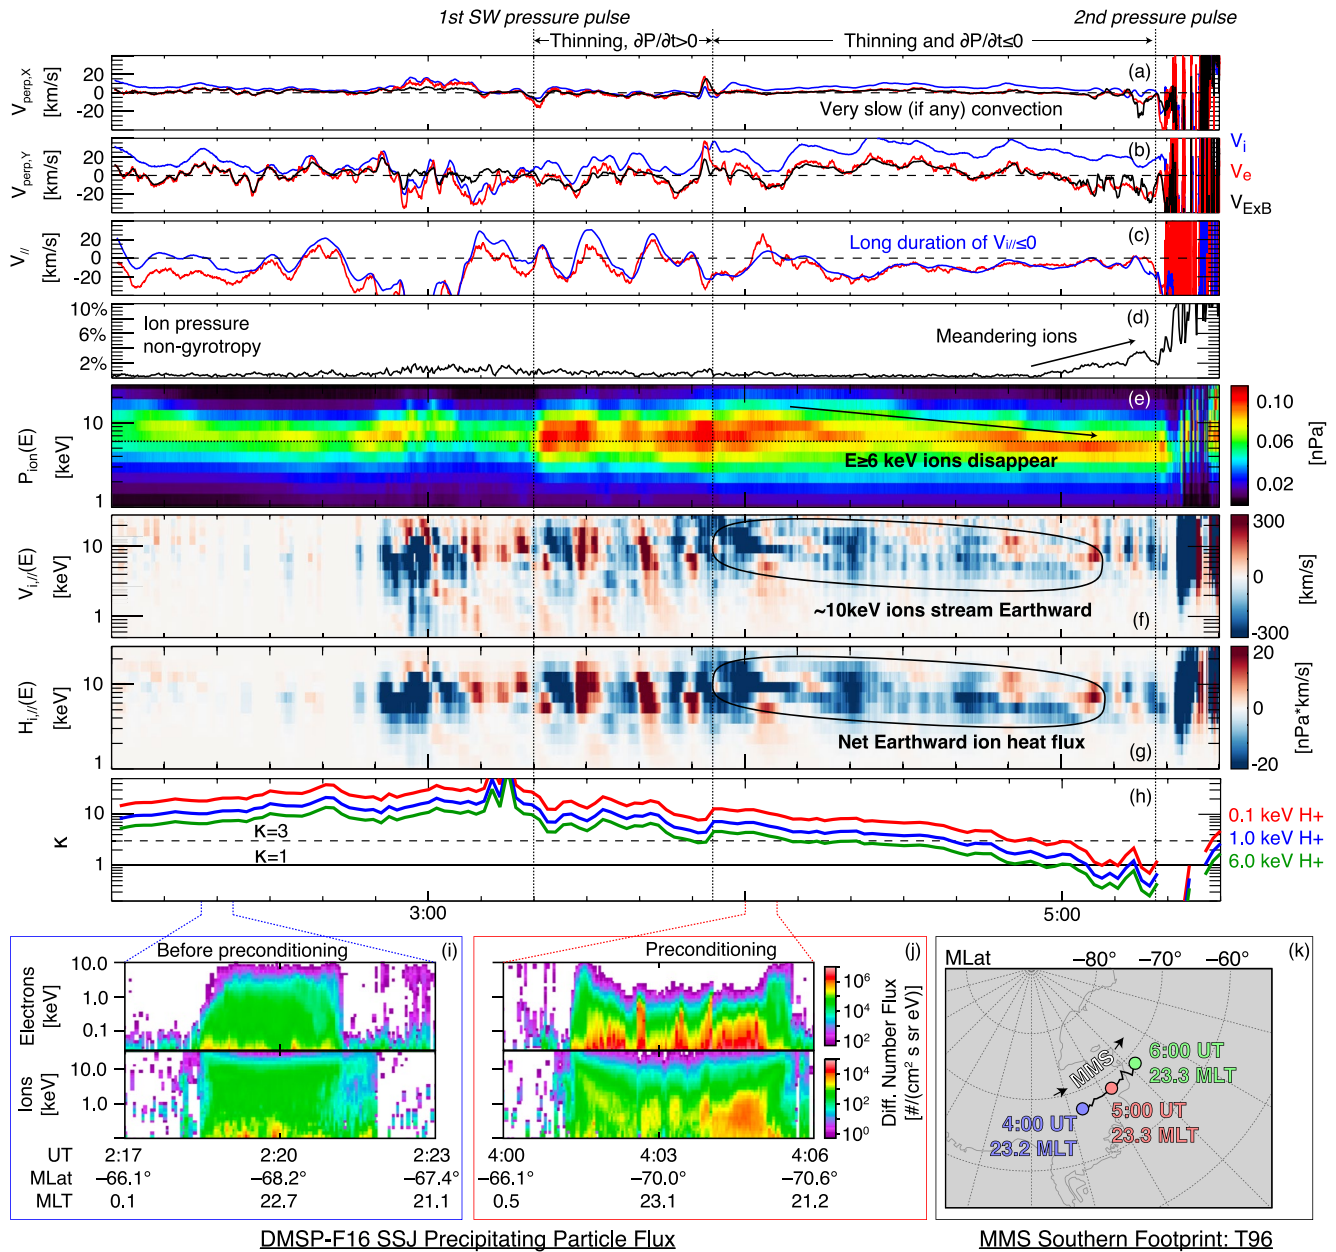 1st SW pressure pulse
2nd pressure pulse
Thinning, ∂P/∂t>0
Thinning and ∂P/∂t≤0
V_perp,X [km/s]
20
0
-20
(a)
Very slow (if any) convection
V_perp,Y [km/s]
20
0
-20
(b)
V_i
V_e
V_ExB
V_// [km/s]
20
0
-20
Long duration of V_i//≤0
(c)
10%
6%
2%
Ion pressure
non-gyrotropy
Meandering ions
(d)
P_ion(E) [keV]
10
1
(e)
E≥6 keV ions disappear
0.10
0.06
0.02
[nPa]
V_i,//(E) [keV]
10
1
~10keV ions stream Earthward
(f)
300
0
-300
[km/s]
H_i,//(E) [keV]
10
1
Net Earthward ion heat flux
(g)
20
0
-20
[nPa*km/s]
κ
10
1
K=3
K=1
(h)
0.1 keV H+
1.0 keV H+
6.0 keV H+
3:00
5:00
Before preconditioning
(i)
Electrons [keV]
10.0
1.0
0.1
Ions [keV]
10.0
1.0
Preconditioning
(j)
10^6
10^4
10^2
10^4
10^2
10^0
Diff. Number Flux
[#/(cm² s sr eV)]
UT 2:17 2:20 2:23 4:00 4:03 4:06
MLat −66.1° −68.2° −67.4° −66.1° −70.0° −70.6°
MLT 0.1 22.7 21.1 0.5 23.1 21.2
DMSP-F16 SSJ Precipitating Particle Flux
(k)
MLat −80° −70° −60°
MMS
6:00 UT
23.3 MLT
5:00 UT
23.3 MLT
4:00 UT
23.2 MLT
MMS Southern Footprint: T96